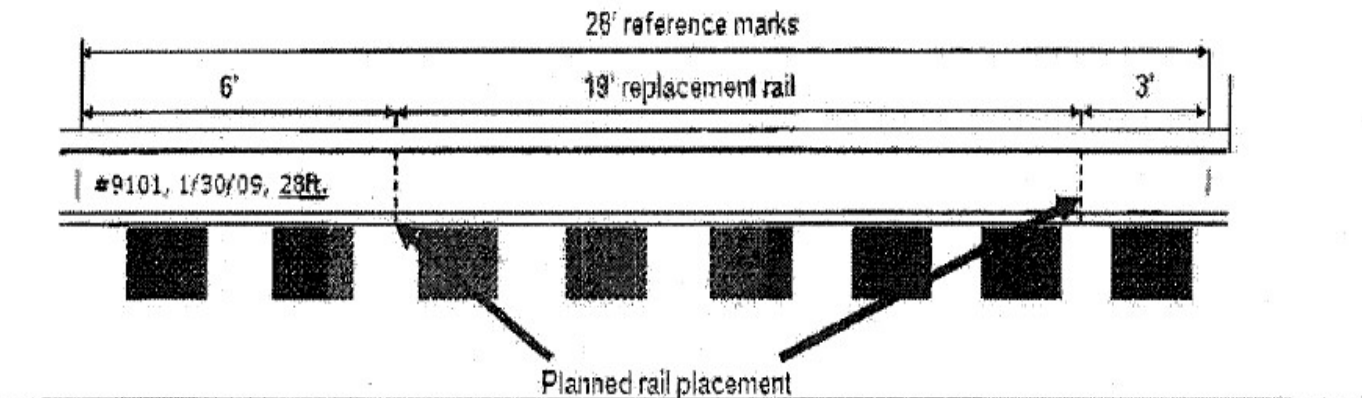 28' reference marks
6' 19' replacement rail 3'
#9101, 1/30/09, 28ft.
Planned rail placement